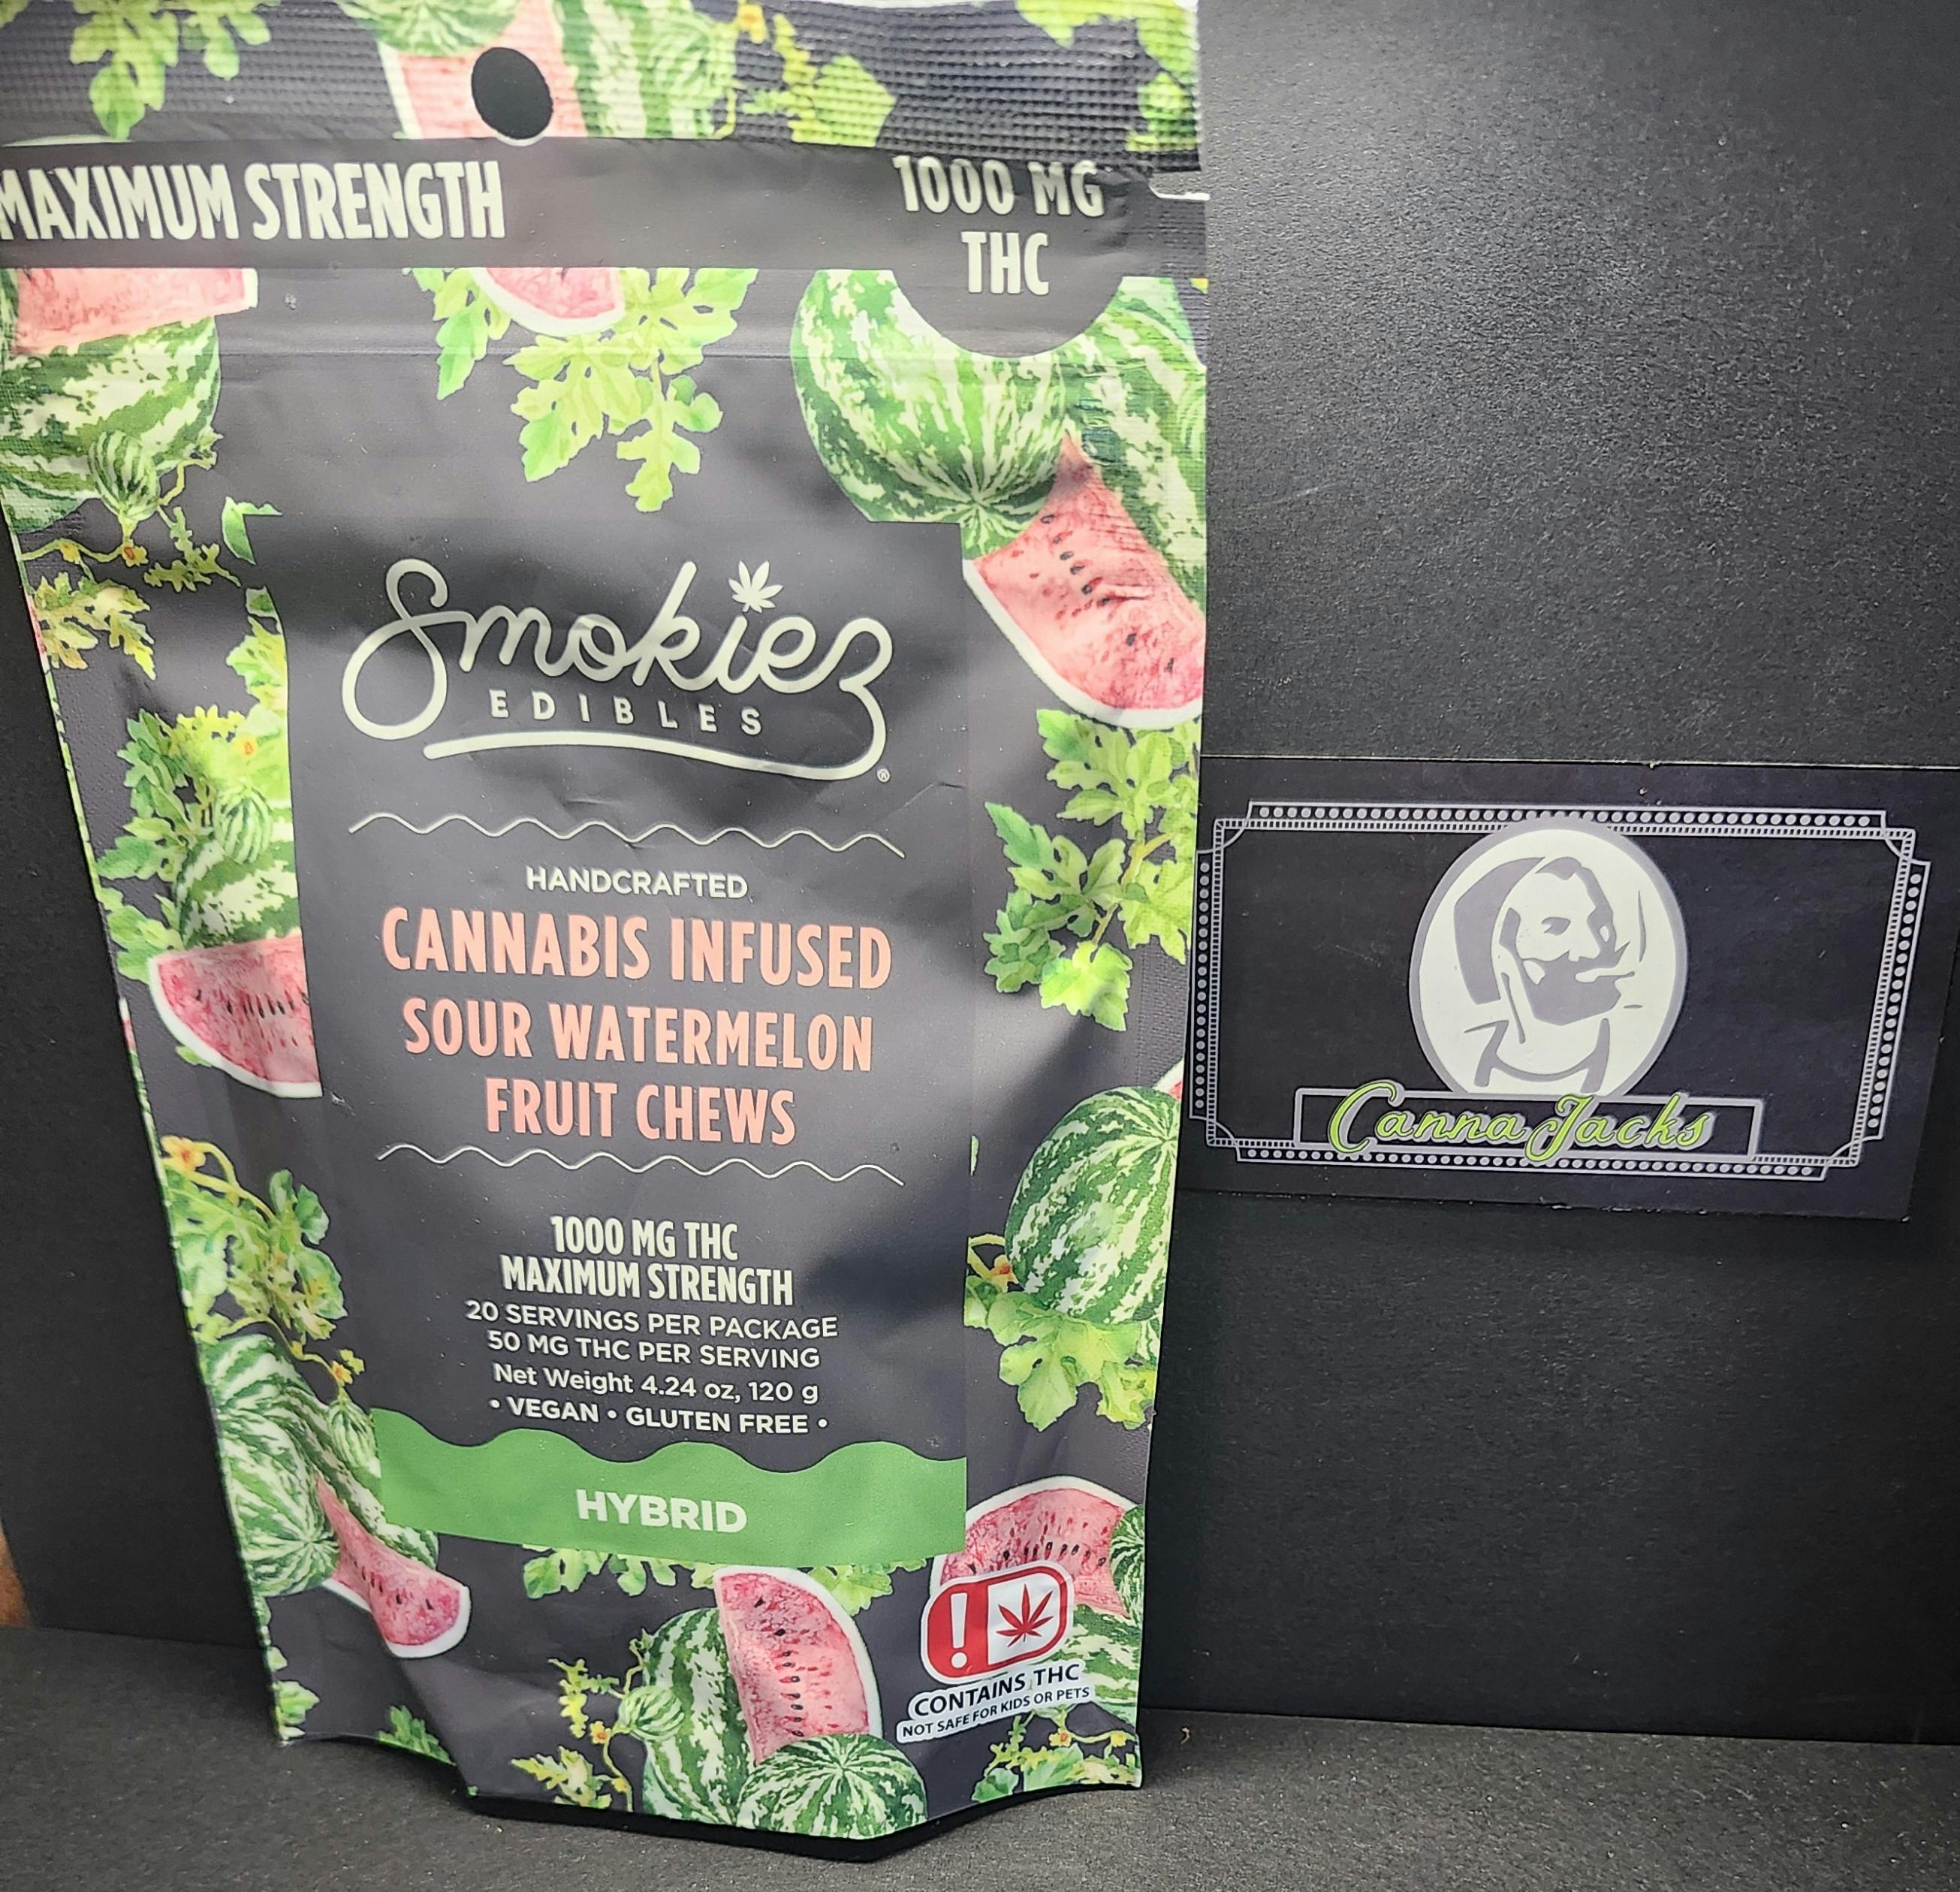 MAXIMUM STRENGTH
1000 MG
THC
Smokiez
EDIBLES
®
HANDCRAFTED
CANNABIS INFUSED
SOUR WATERMELON
FRUIT CHEWS
1000 MG THC
MAXIMUM STRENGTH
20 SERVINGS PER PACKAGE
50 MG THC PER SERVING
Net Weight 4.24 oz, 120 g
• VEGAN • GLUTEN FREE •
HYBRID
!
CONTAINS THC
NOT SAFE FOR KIDS OR PETS
Canna Jacks